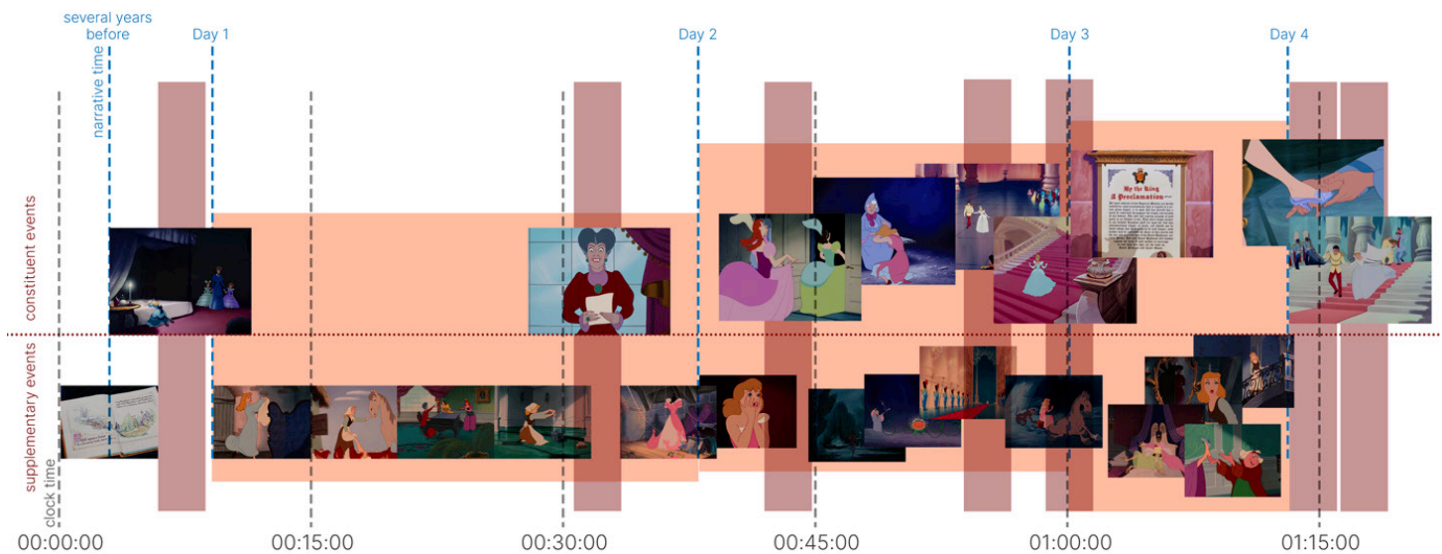 several years
before
Day 1
Day 2
Day 3
Day 4
narrative time
constituent events
By the King
A Proclamation
supplementary events
clock time
00:00:00
00:15:00
00:30:00
00:45:00
01:00:00
01:15:00